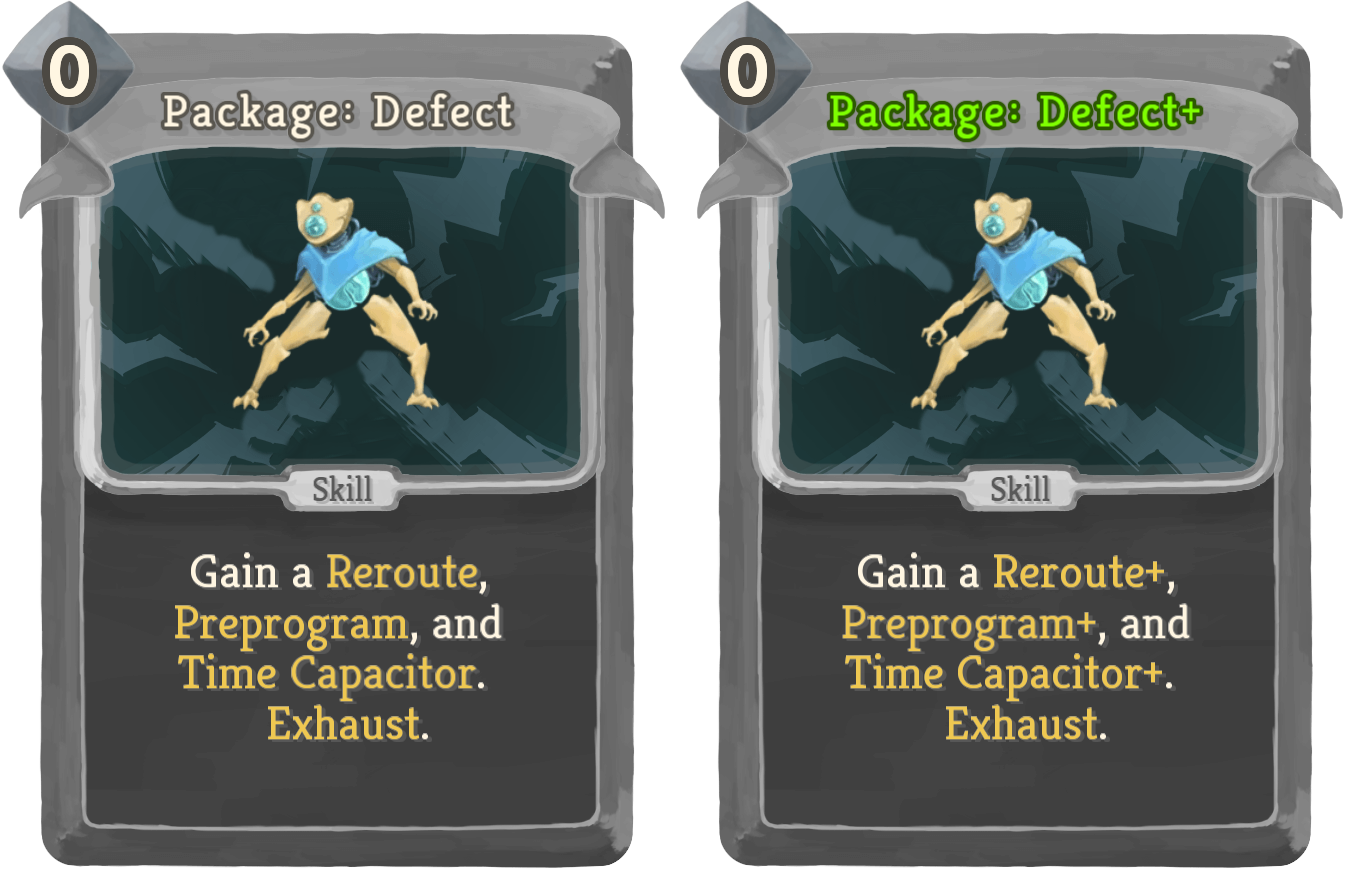 0
Package: Defect
Skill
Gain a Reroute,
Preprogram, and
Time Capacitor.
Exhaust.
0
Package: Defect+
Skill
Gain a Reroute+,
Preprogram+, and
Time Capacitor+.
Exhaust.